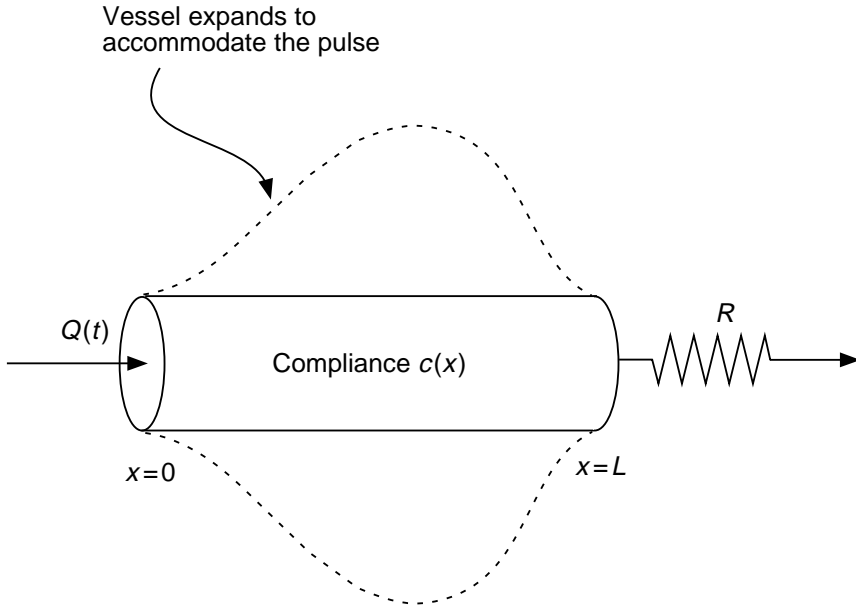 Vessel expands to
accommodate the pulse
Q(t)
Compliance c(x)
R
x=0
x=L